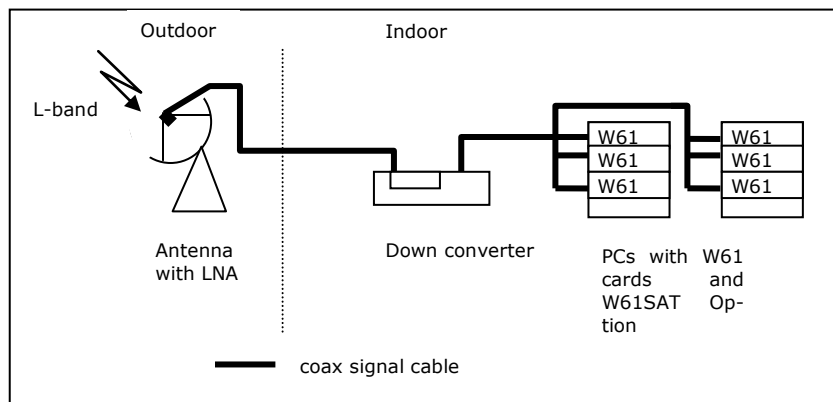 Outdoor
Indoor
L-band
W61
W61
W61
W61
W61
W61
Antenna
with LNA
Down converter
PCs with W61
cards and
W61SAT Op-
tion
coax signal cable